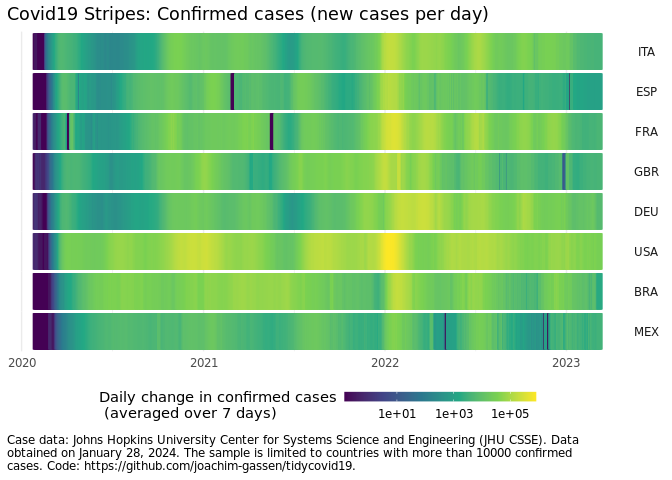 Covid19 Stripes: Confirmed cases (new cases per day)
ITA
ESP
FRA
GBR
DEU
USA
BRA
MEX
2020 2021 2022 2023
Daily change in confirmed cases
(averaged over 7 days)
1e+01 1e+03 1e+05
Case data: Johns Hopkins University Center for Systems Science and Engineering (JHU CSSE). Data
obtained on January 28, 2024. The sample is limited to countries with more than 10000 confirmed
cases. Code: https://github.com/joachim-gassen/tidycovid19.